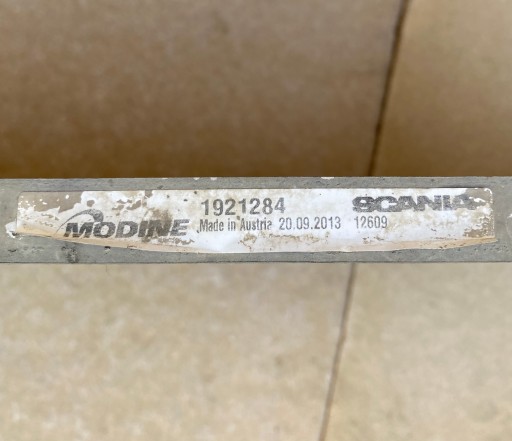 1921284 SCANIA
MODINE Made in Austria 20.09.2013 12609